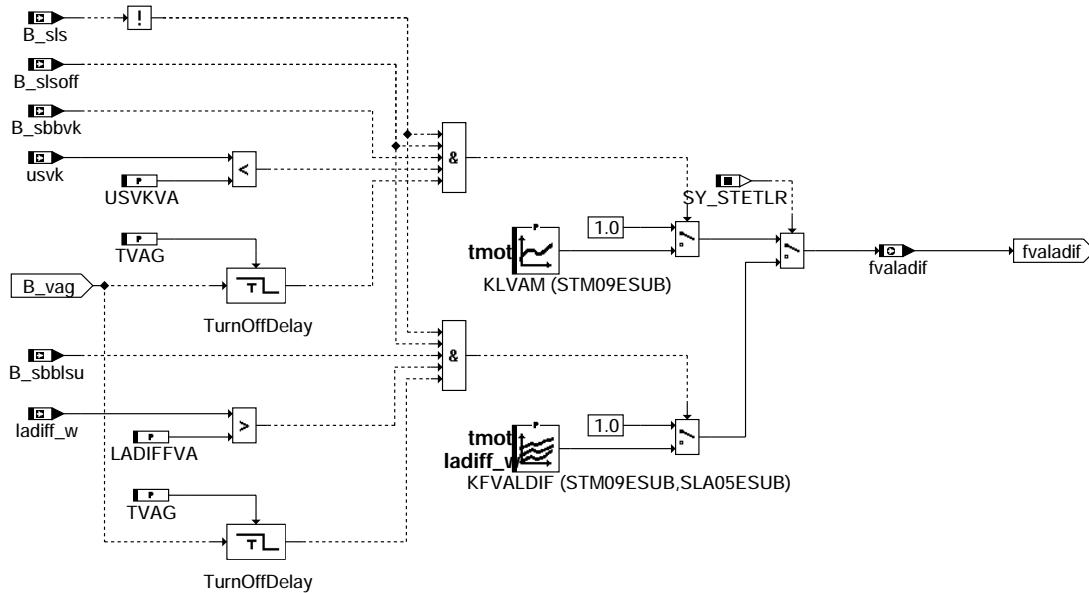 B_sls
!
B_slsoff
B_sbbvk
usvk
P
USVKVA
<
&
SY_STETLR
P
TVAG
B_vag
T
TurnOffDelay
tmot
P
KLVAM (STM09ESUB)
1.0
fvaladif
fvaladif
B_sbblsu
&
ladiff_w
P
LADIFFVA
>
P
TVAG
T
TurnOffDelay
1.0
P
tmot
ladiff_w
KFVALDIF (STM09ESUB,SLA05ESUB)